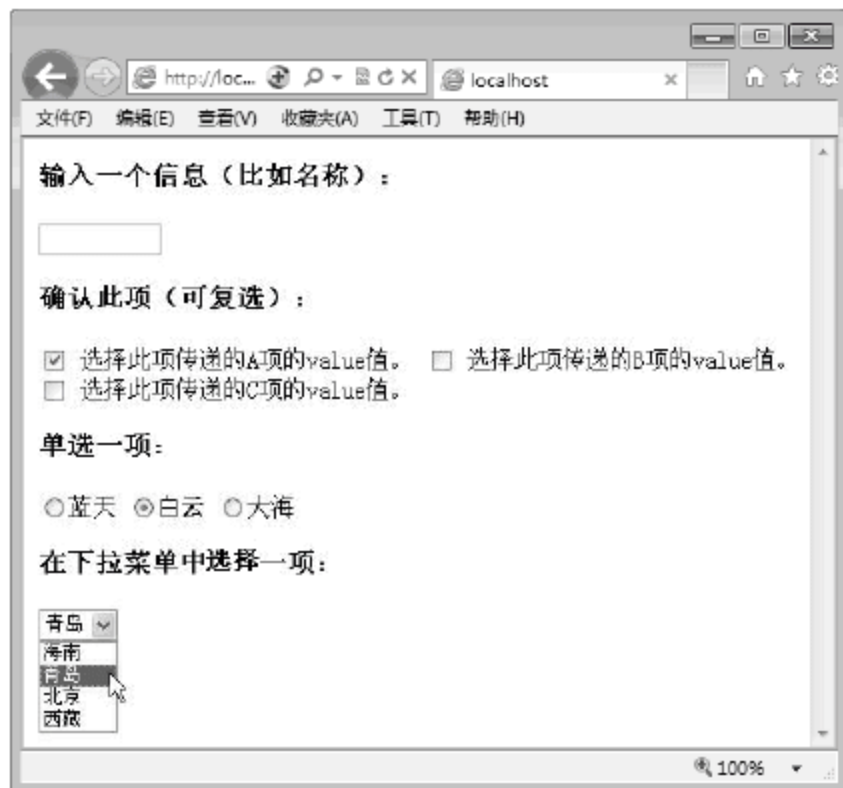 http://loc...
localhost
文件(F) 编辑(E) 查看(V) 收藏夹(A) 工具(T) 帮助(H)
输入一个信息（比如名称）：
确认此项（可复选）：
选择此项传递的A项的value值。 选择此项传递的B项的value值。
选择此项传递的C项的value值。
单选一项：
蓝天 白云 大海
在下拉菜单中选择一项：
青岛
海南
青岛
北京
西藏
100%